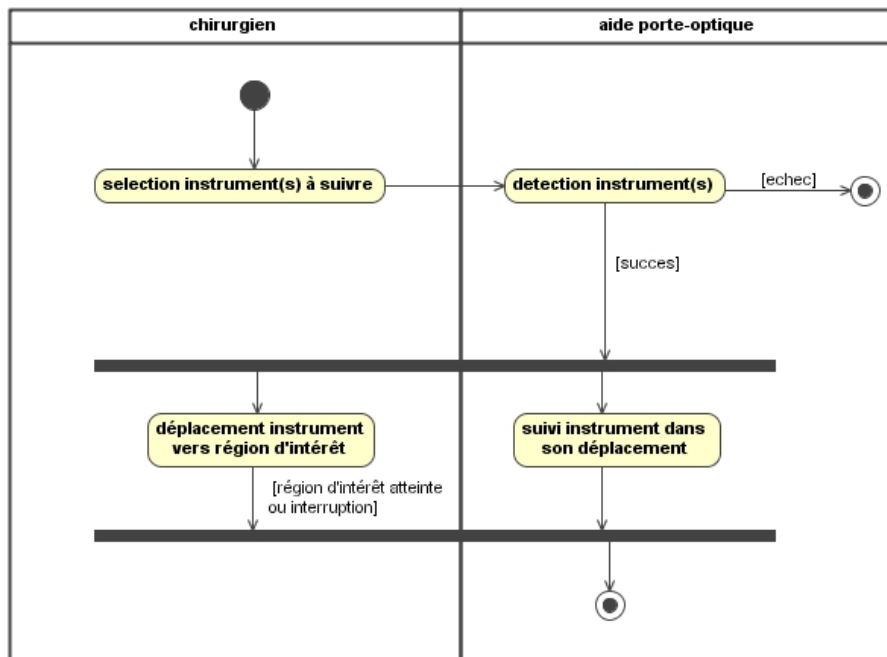 chirurgien
aide porte-optique
selection instrument(s) à suivre
detection instrument(s)
[echec]
[succes]
déplacement instrument
vers région d'intérêt
suivi instrument dans
son déplacement
[région d'intérêt atteinte
ou interruption]